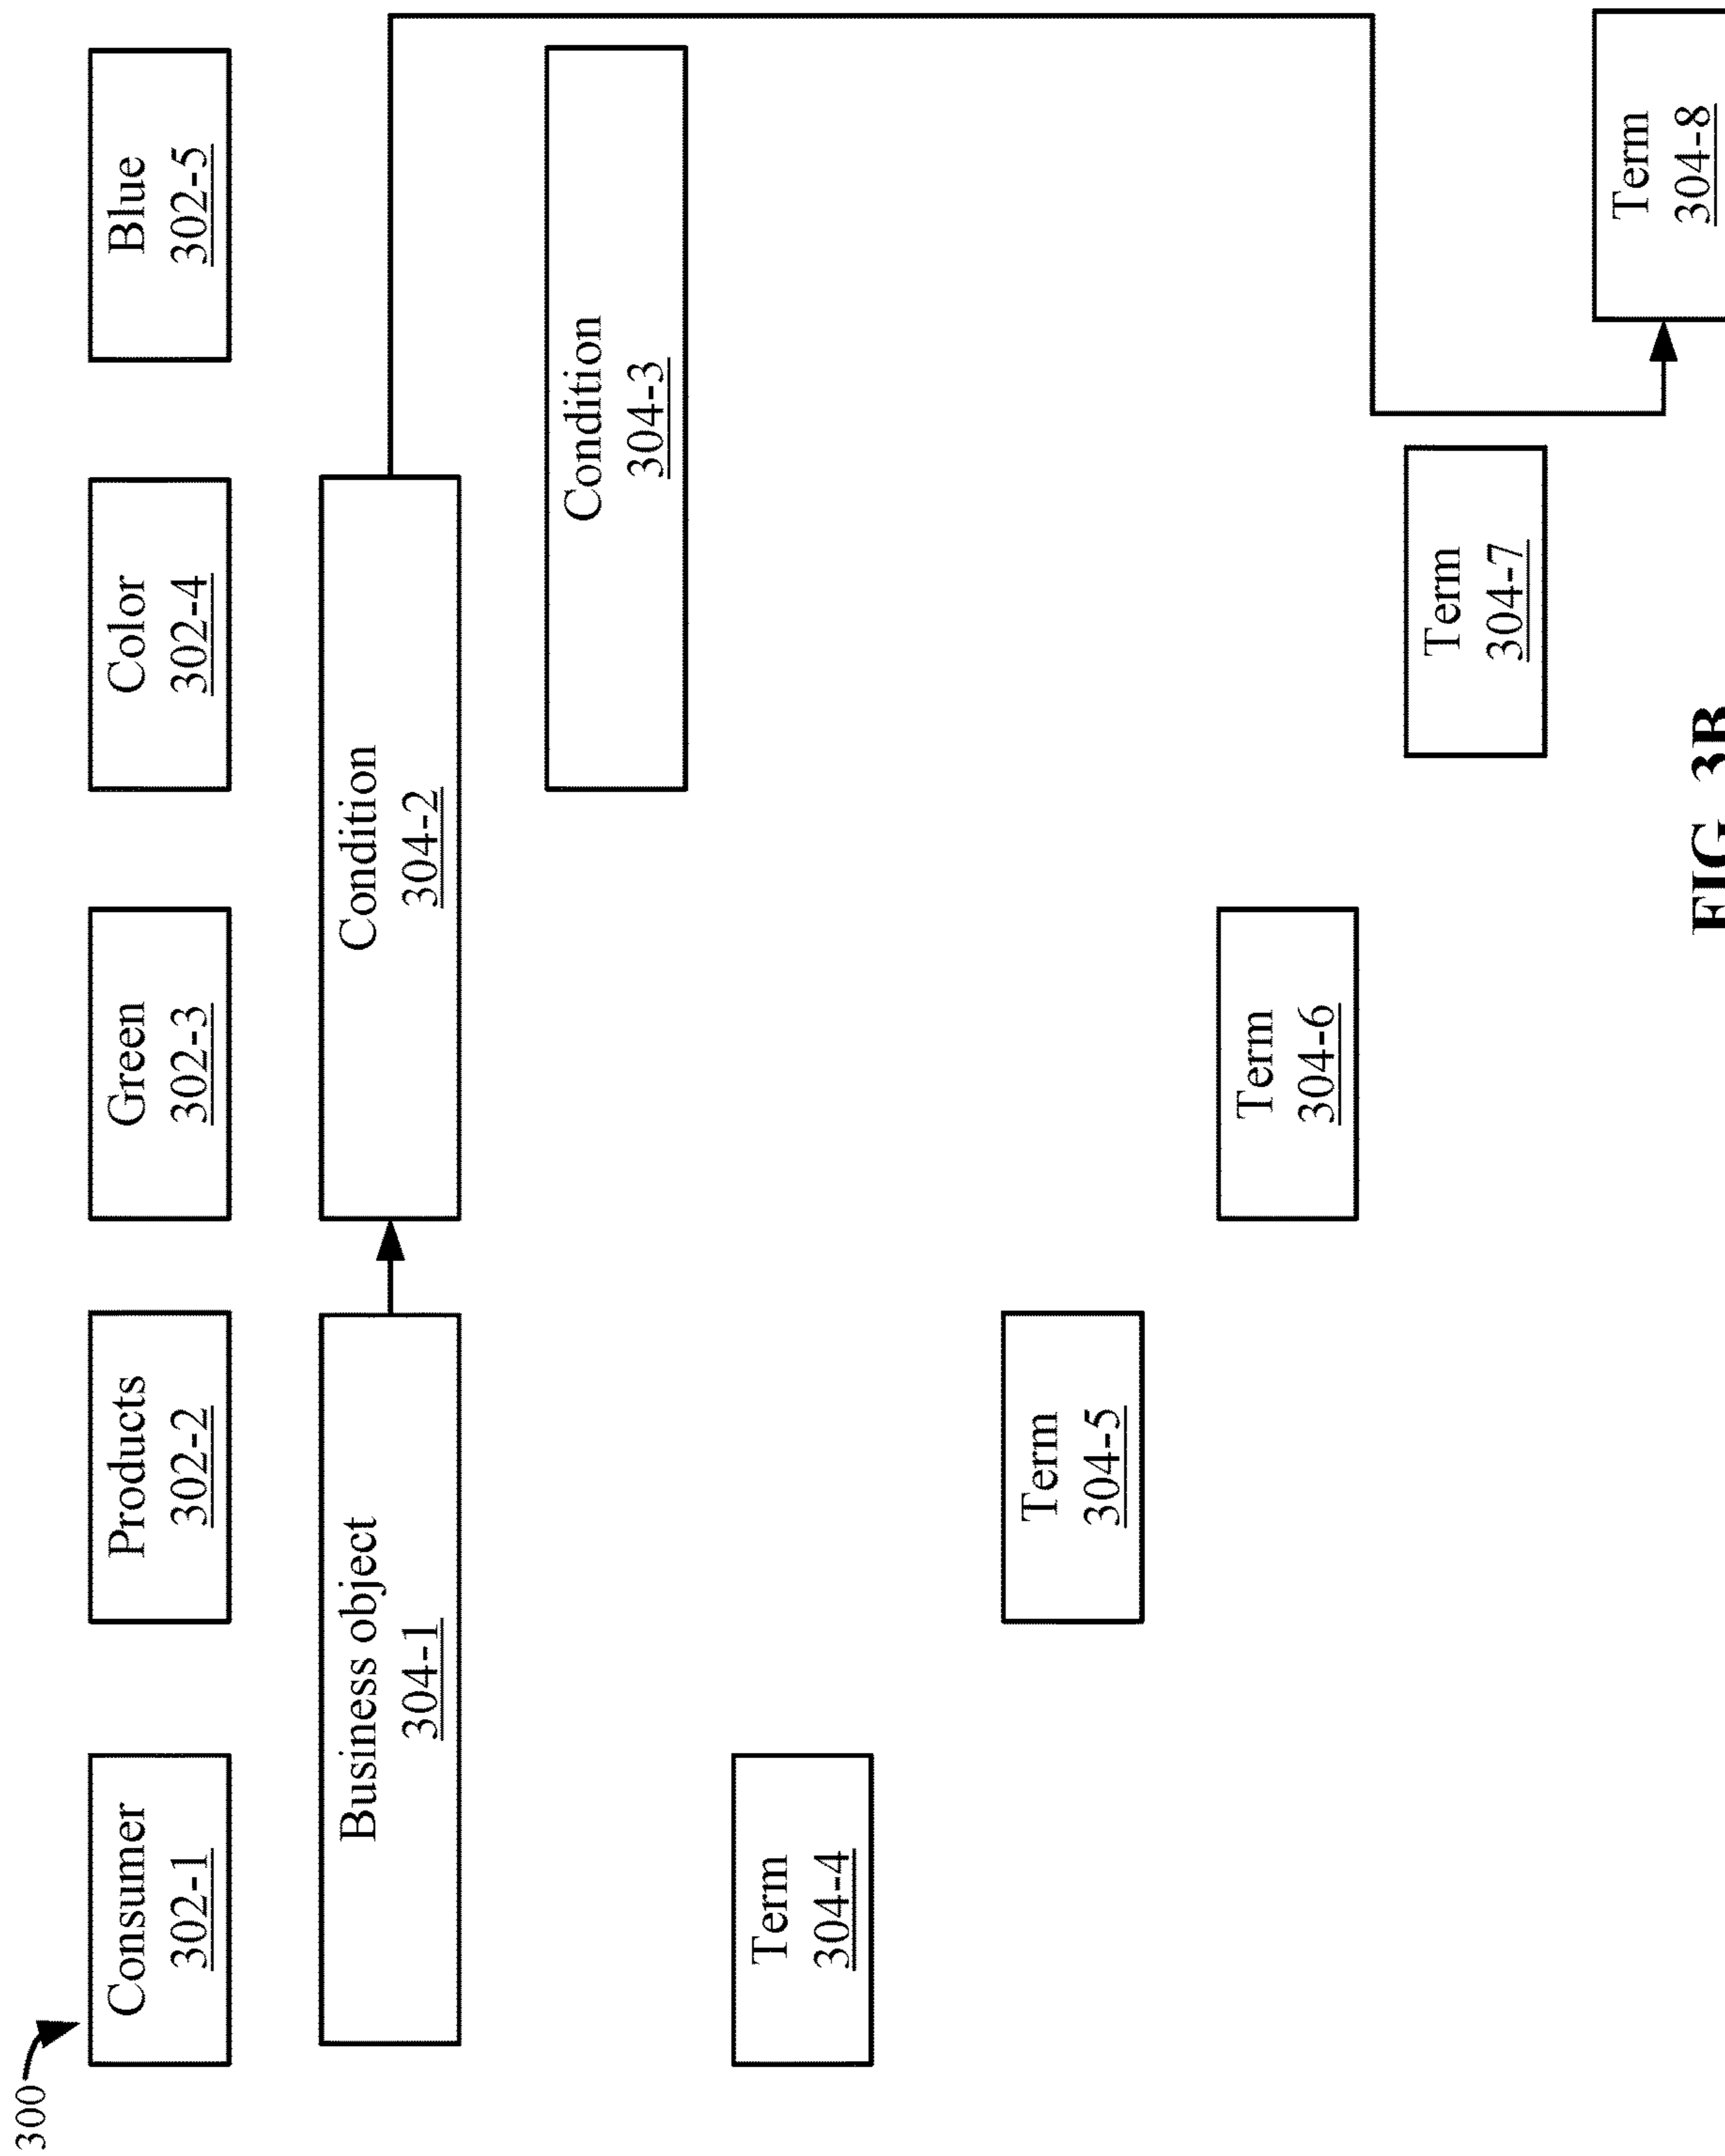 300
Consumer
302-1
Products
302-2
Green
302-3
Color
302-4
Blue
302-5
Business object
304-1
Condition
304-2
Condition
304-3
Term
304-4
Term
304-5
Term
304-6
Term
304-7
Term
304-8
FIG. 3B